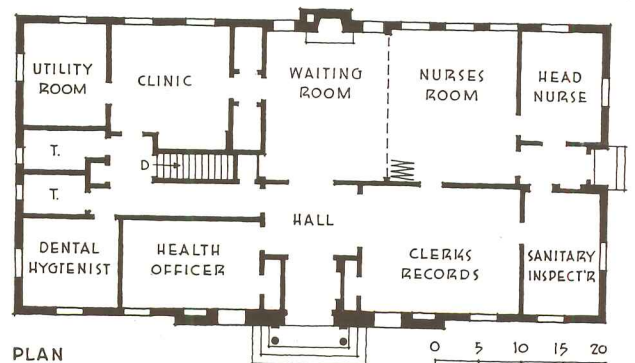 UTILITY
ROOM
CLINIC
WAITING
ROOM
NURSES
ROOM
HEAD
NURSE
T.
D
T.
HALL
DENTAL
HYGIENIST
HEALTH
OFFICER
CLERKS
RECORDS
SANITARY
INSPECT'R
PLAN
0 5 10 15 20